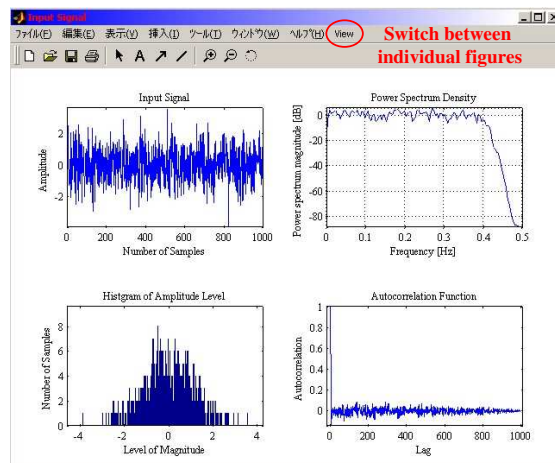 Input Signal
ファイル(F) 編集(E) 表示(V) 挿入(I) ツール(T) ウィンドウ(W) ヘルプ(H) View
Switch between
individual figures
Input Signal
Amplitude
2
0
-2
0 200 400 600 800 1000
Number of Samples
Power Spectrum Density
Power spectrum magnitude [dB]
0
-20
-40
-60
-80
0 0.1 0.2 0.3 0.4 0.5
Frequency [Hz]
Histgram of Amplitude Level
Number of Samples
8
6
4
2
0
-4 -2 0 2 4
Level of Magnitude
Autocorrelation Function
Autocorrelation
1
0.8
0.6
0.4
0.2
0
0 200 400 600 800 1000
Lag